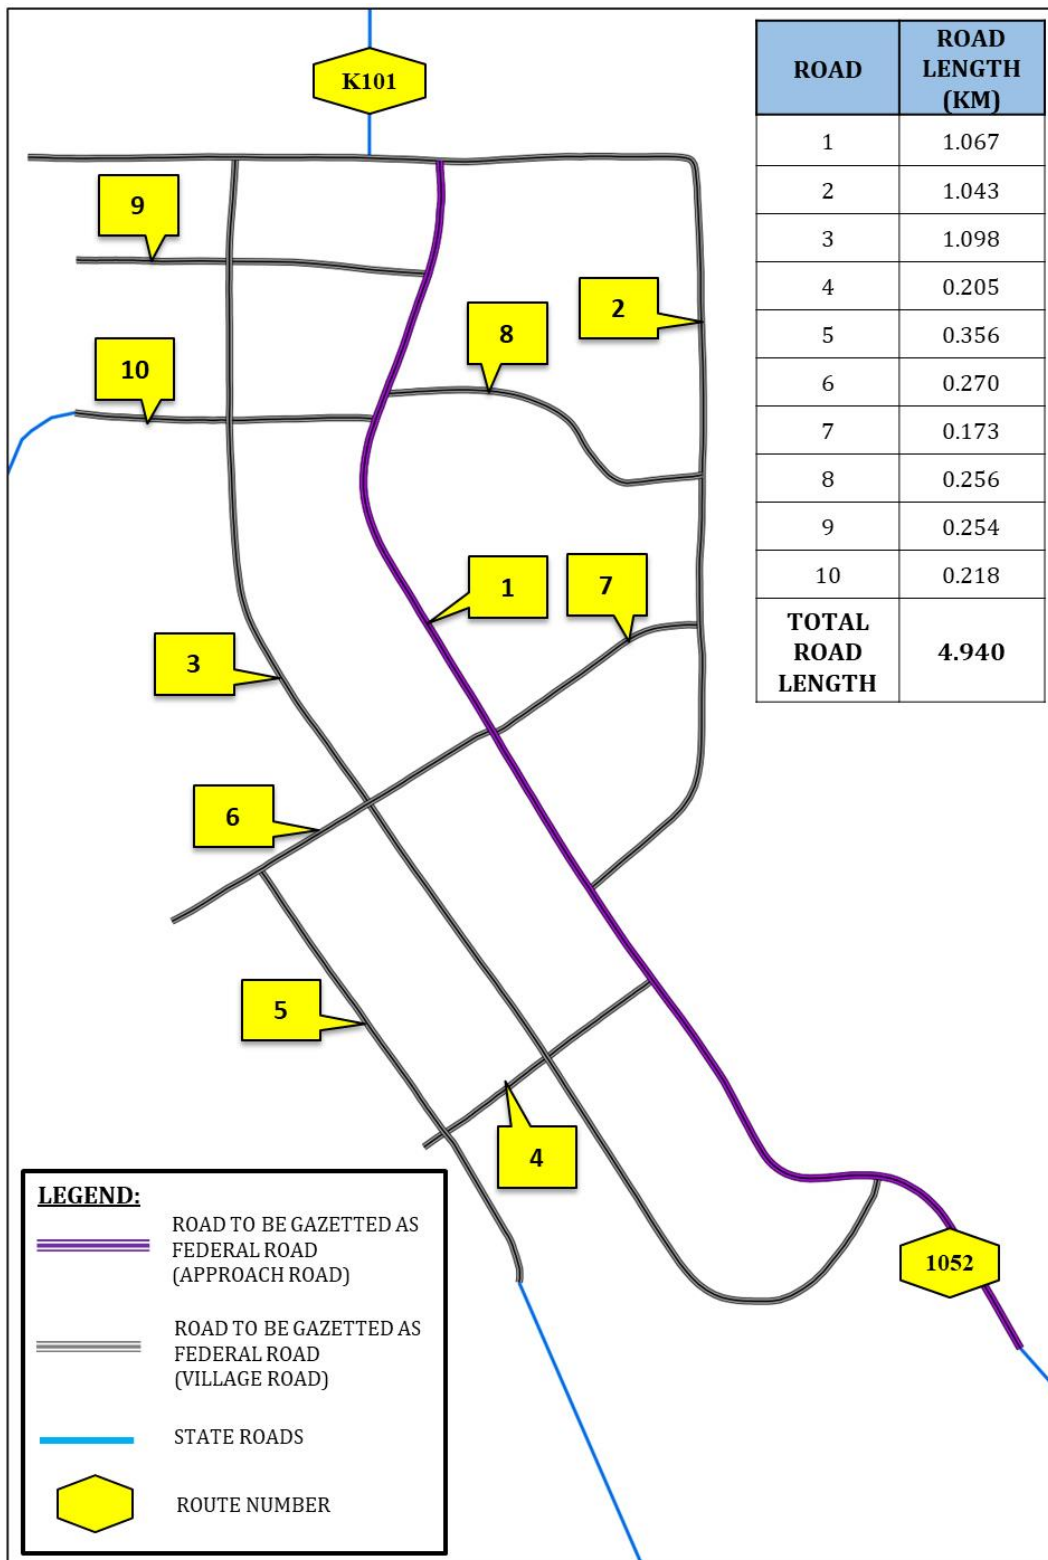 K101
ROAD
ROAD
LENGTH
(KM)
1 1.067
2 1.043
3 1.098
4 0.205
5 0.356
6 0.270
7 0.173
8 0.256
9 0.254
10 0.218
TOTAL
ROAD
LENGTH
4.940
9
2
8
10
1
7
3
6
5
4
1052
LEGEND:
ROAD TO BE GAZETTED AS
FEDERAL ROAD
(APPROACH ROAD)
ROAD TO BE GAZETTED AS
FEDERAL ROAD
(VILLAGE ROAD)
STATE ROADS
ROUTE NUMBER